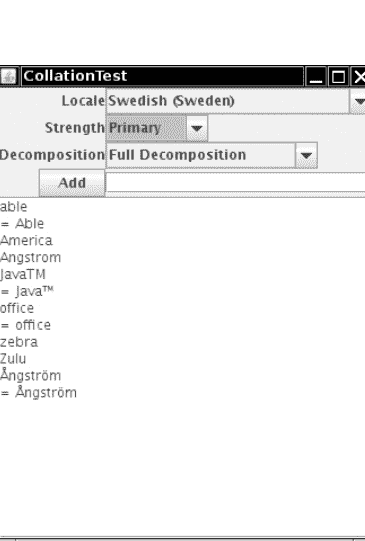 CollationTest
Locale Swedish (Sweden)
Strength Primary
Decomposition Full Decomposition
Add
able
= Able
America
Angstrom
JavaTM
= Java™
office
= office
zebra
Zulu
Ångström
= Ångström